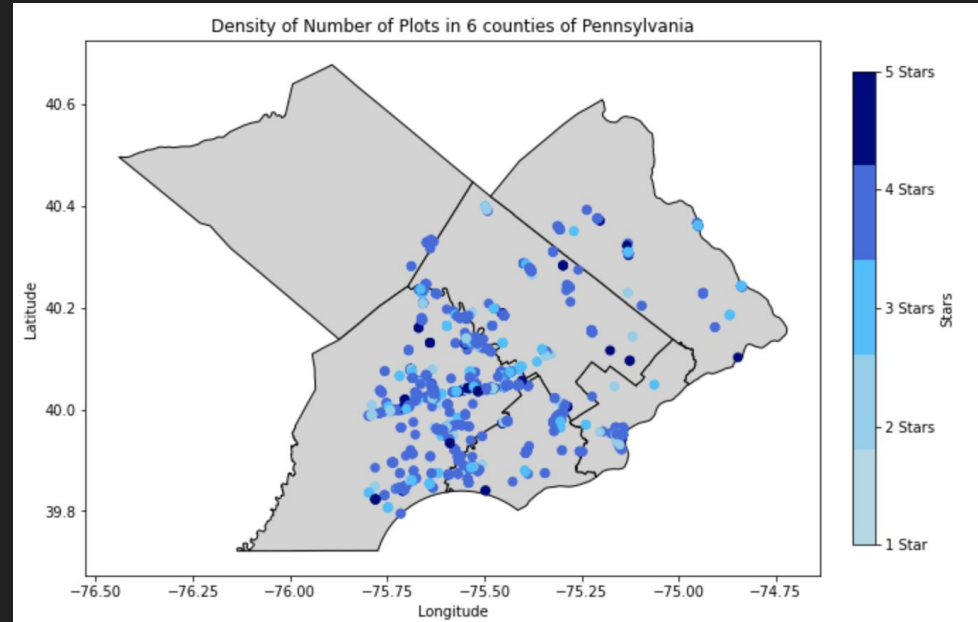 Density of Number of Plots in 6 counties of Pennsylvania
40.6
40.4
40.2
40.0
39.8
Latitude
−76.50 −76.25 −76.00 −75.75 −75.50 −75.25 −75.00 −74.75
Longitude
5 Stars
4 Stars
3 Stars
2 Stars
1 Star
Stars